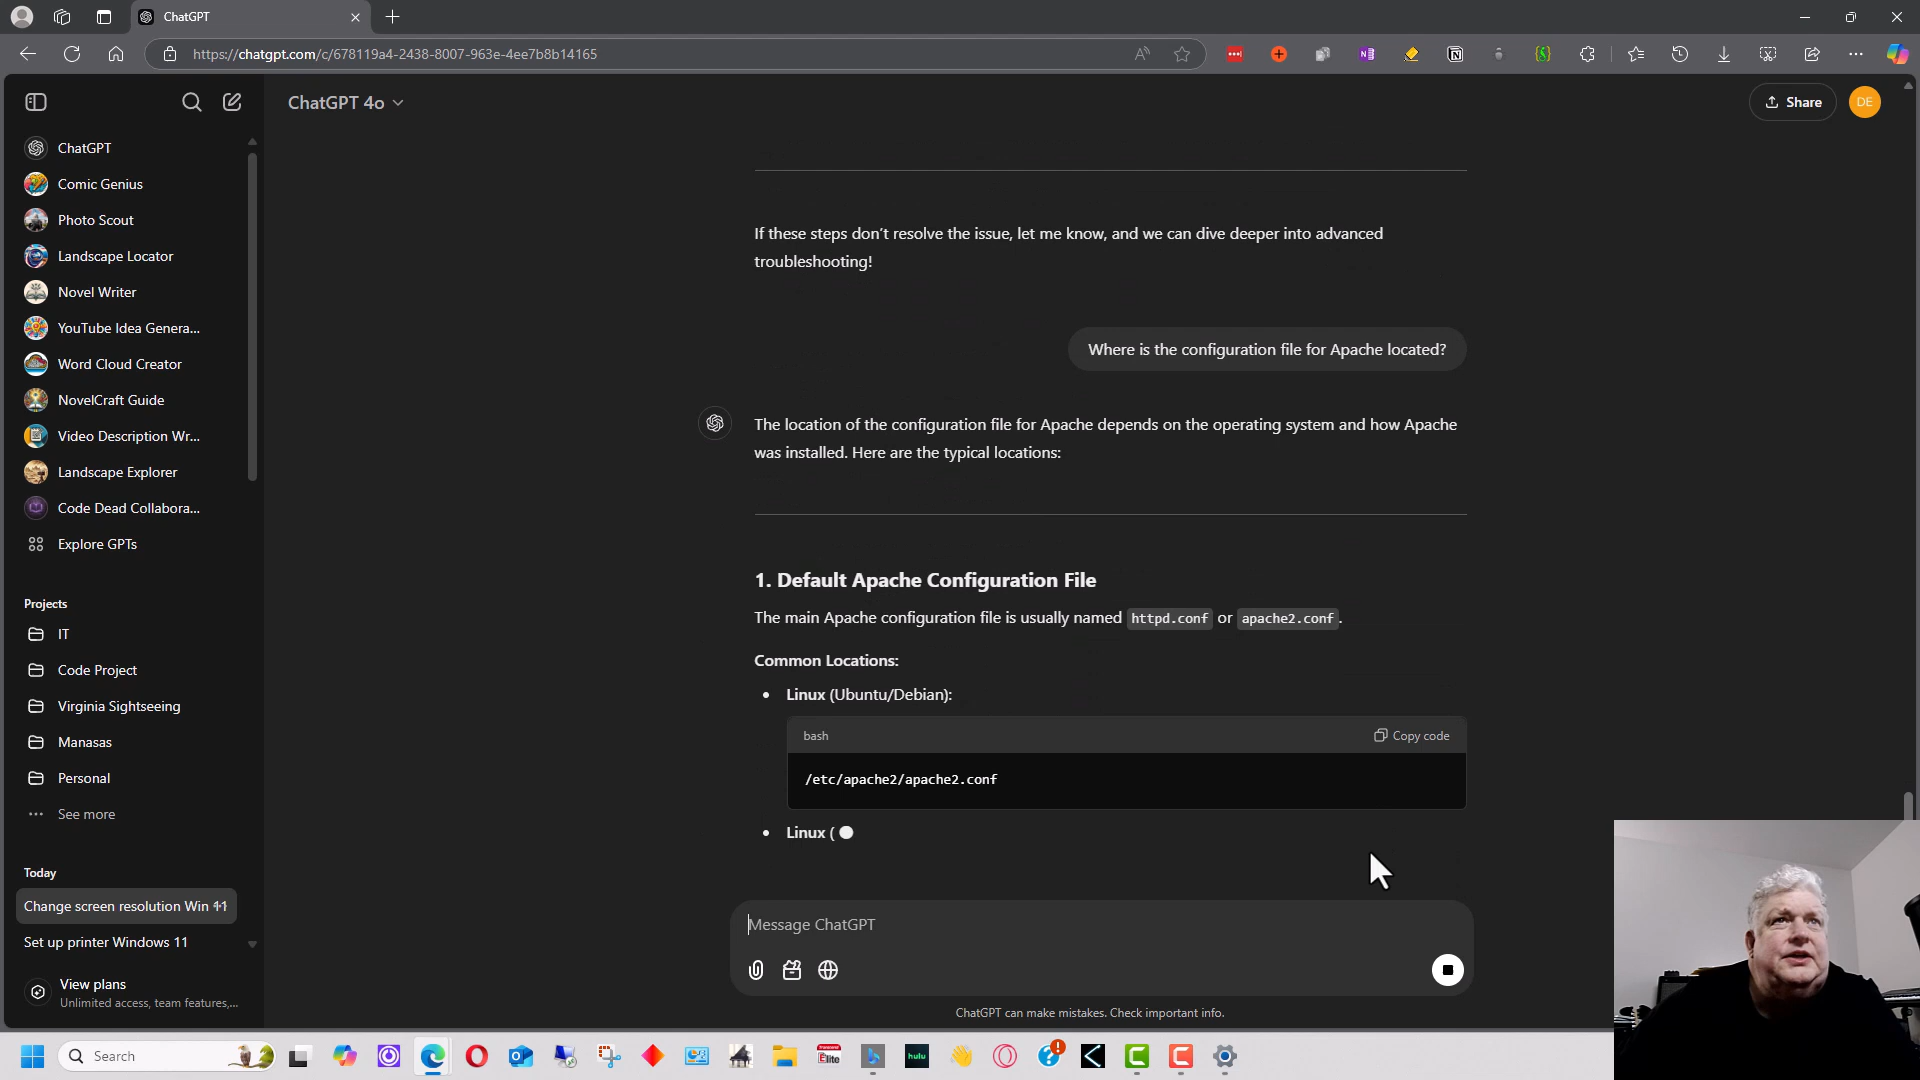 ChatGPT
https://chatgpt.com/c/678119a4-2438-8007-963e-4ee7b8b14165
ChatGPT 4o
Share
DE
ChatGPT
Comic Genius
Photo Scout
Landscape Locator
Novel Writer
YouTube Idea Genera...
Word Cloud Creator
NovelCraft Guide
Video Description Wr...
Landscape Explorer
Code Dead Collabora...
Explore GPTs
Projects
IT
Code Project
Virginia Sightseeing
Manasas
Personal
See more
Today
Change screen resolution Win 11
Set up printer Windows 11
View plans
Unlimited access, team features,...
If these steps don't resolve the issue, let me know, and we can dive deeper into advanced
troubleshooting!
Where is the configuration file for Apache located?
The location of the configuration file for Apache depends on the operating system and how Apache
was installed. Here are the typical locations:
1. Default Apache Configuration File
The main Apache configuration file is usually named httpd.conf or apache2.conf.
Common Locations:
Linux (Ubuntu/Debian):
bash
Copy code
/etc/apache2/apache2.conf
Linux (
Message ChatGPT
ChatGPT can make mistakes. Check important info.
Search
Elite
hulu